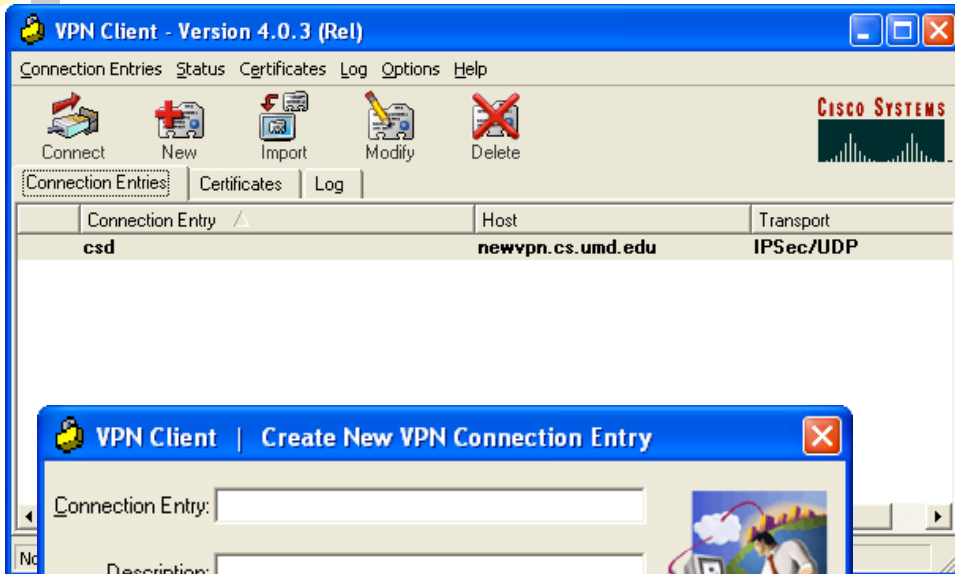 VPN Client - Version 4.0.3 (Rel)
Connection Entries Status Certificates Log Options Help
Connect New Import Modify Delete
CISCO SYSTEMS
Connection Entries Certificates Log
Connection Entry Host Transport
csd newvpn.cs.umd.edu IPSec/UDP
VPN Client | Create New VPN Connection Entry
Connection Entry:
Description: